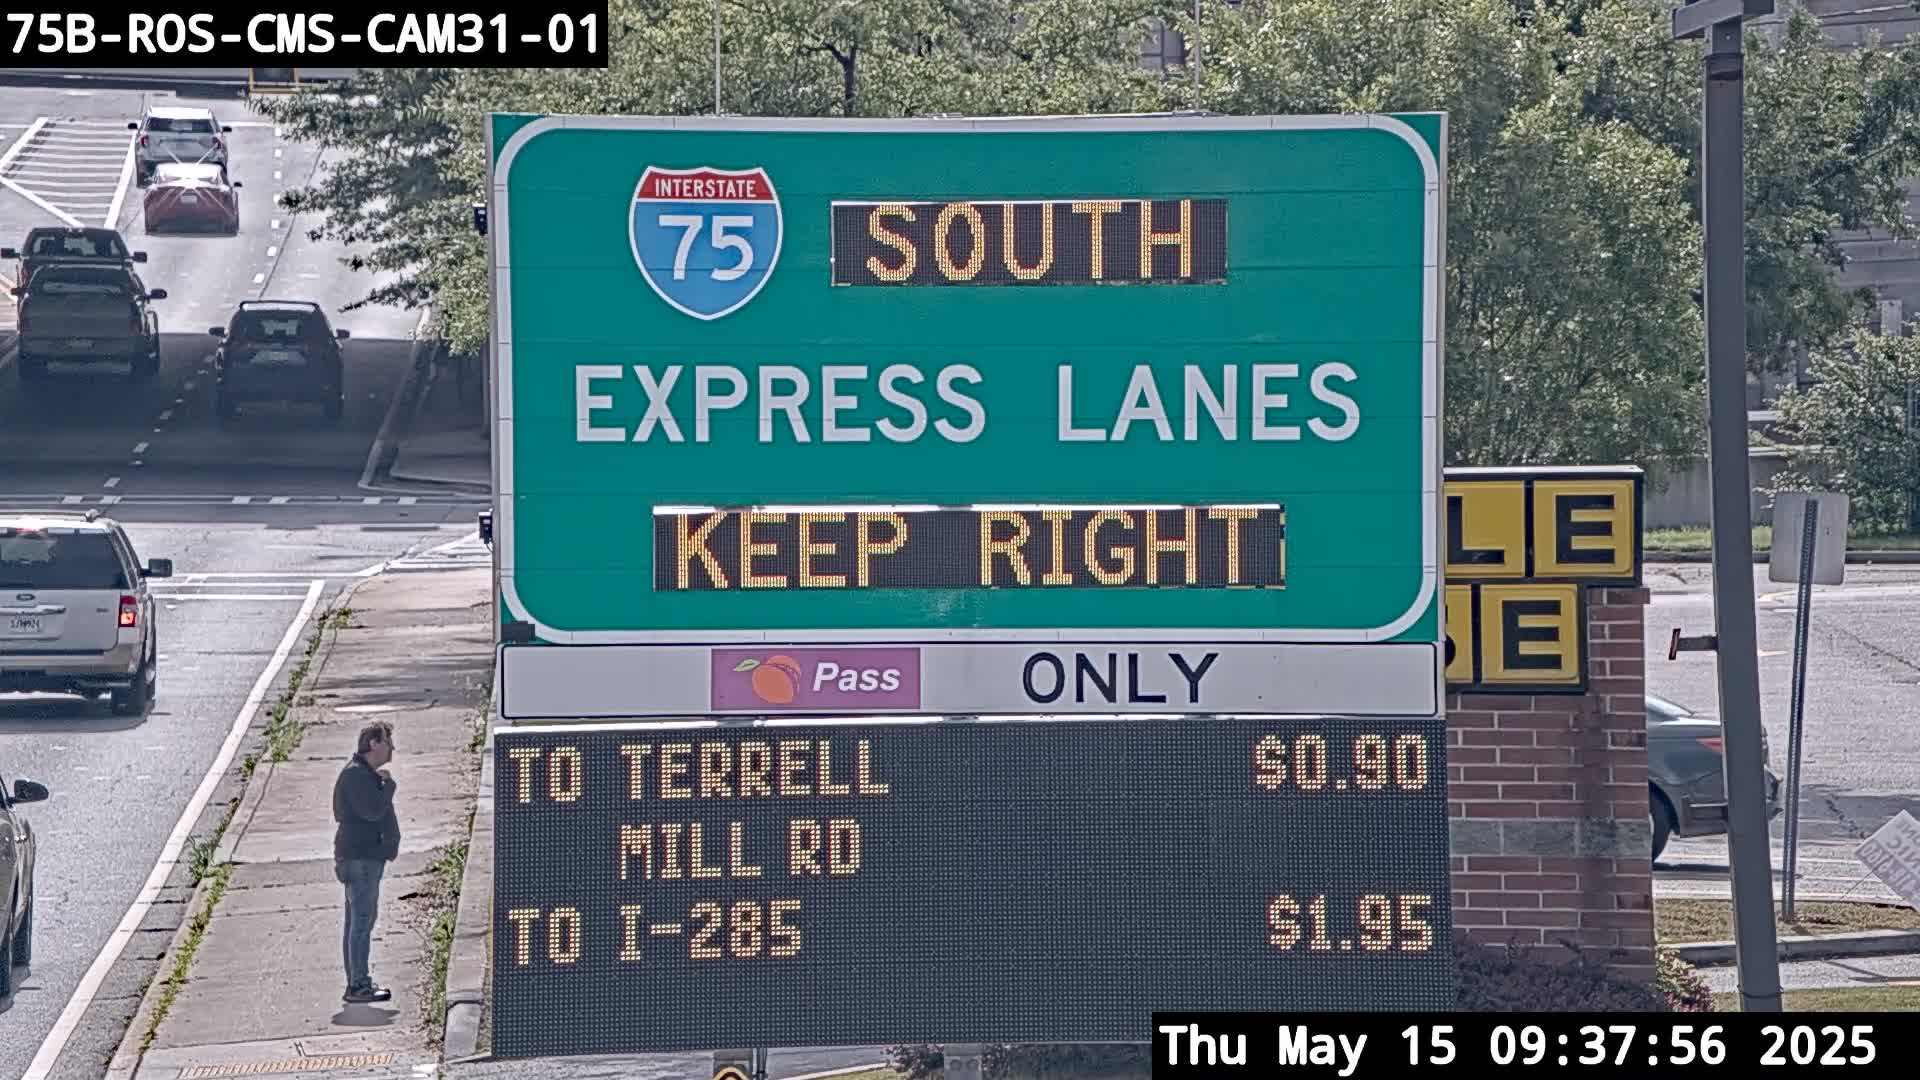 75B-ROS-CMS-CAM31-01
INTERSTATE
75
SOUTH
EXPRESS LANES
KEEP RIGHT
Pass ONLY
TO TERRELL $0.90
MILL RD
TO I-285 $1.95
LE
E
Thu May 15 09:37:56 2025